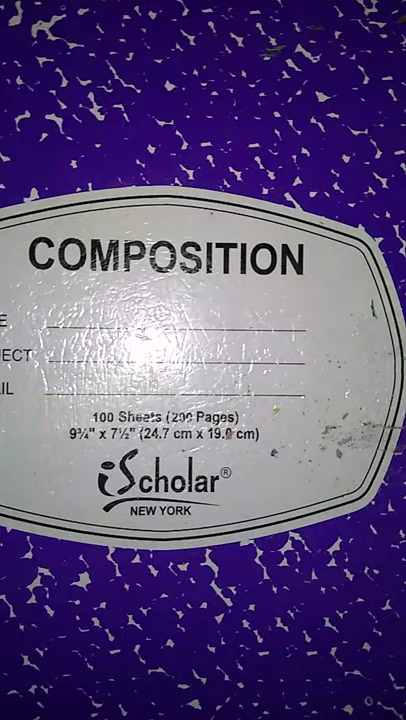 COMPOSITION
E
JECT
IL
100 Sheets (200 Pages)
9¾" x 7½" (24.7 cm x 19.0 cm)
iScholar®
NEW YORK